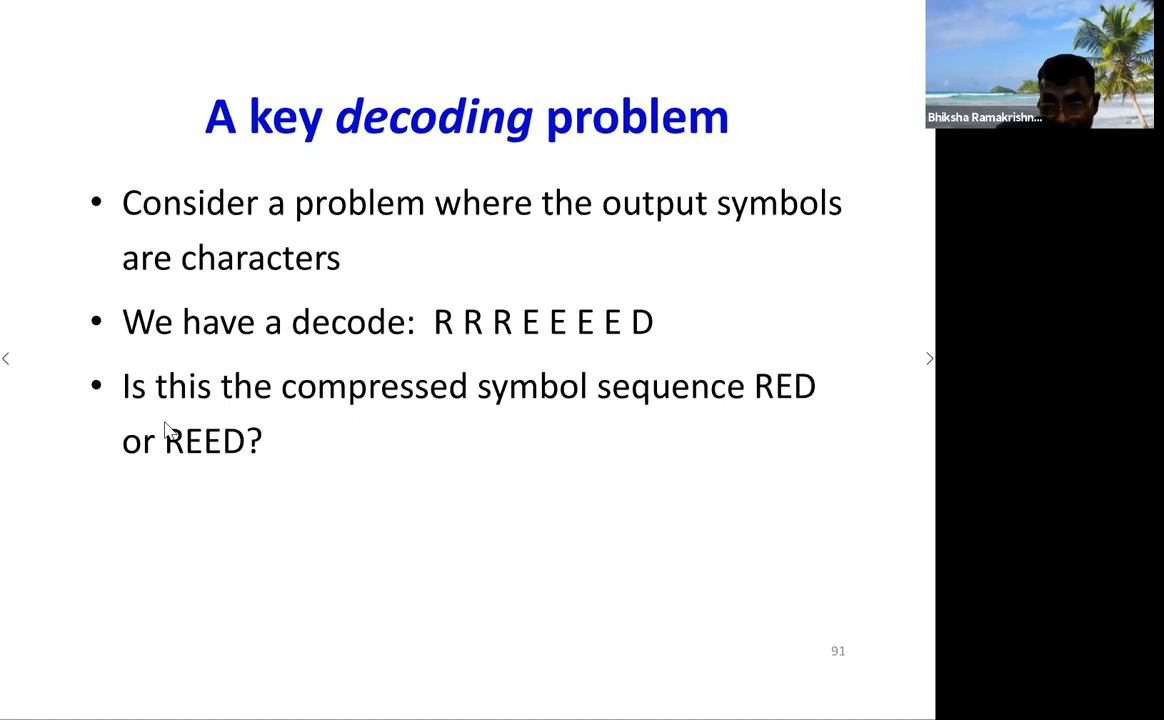 A key decoding problem
• Consider a problem where the output symbols
are characters
• We have a decode: R R R E E E E D
• Is this the compressed symbol sequence RED
or REED?
91
Bhiksha Ramakrishn...